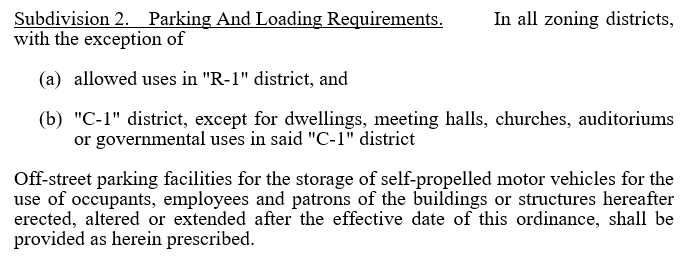 Subdivision 2. Parking And Loading Requirements. In all zoning districts,
with the exception of
(a) allowed uses in "R-1" district, and
(b) "C-1" district, except for dwellings, meeting halls, churches, auditoriums
or governmental uses in said "C-1" district
Off-street parking facilities for the storage of self-propelled motor vehicles for the
use of occupants, employees and patrons of the buildings or structures hereafter
erected, altered or extended after the effective date of this ordinance, shall be
provided as herein prescribed.